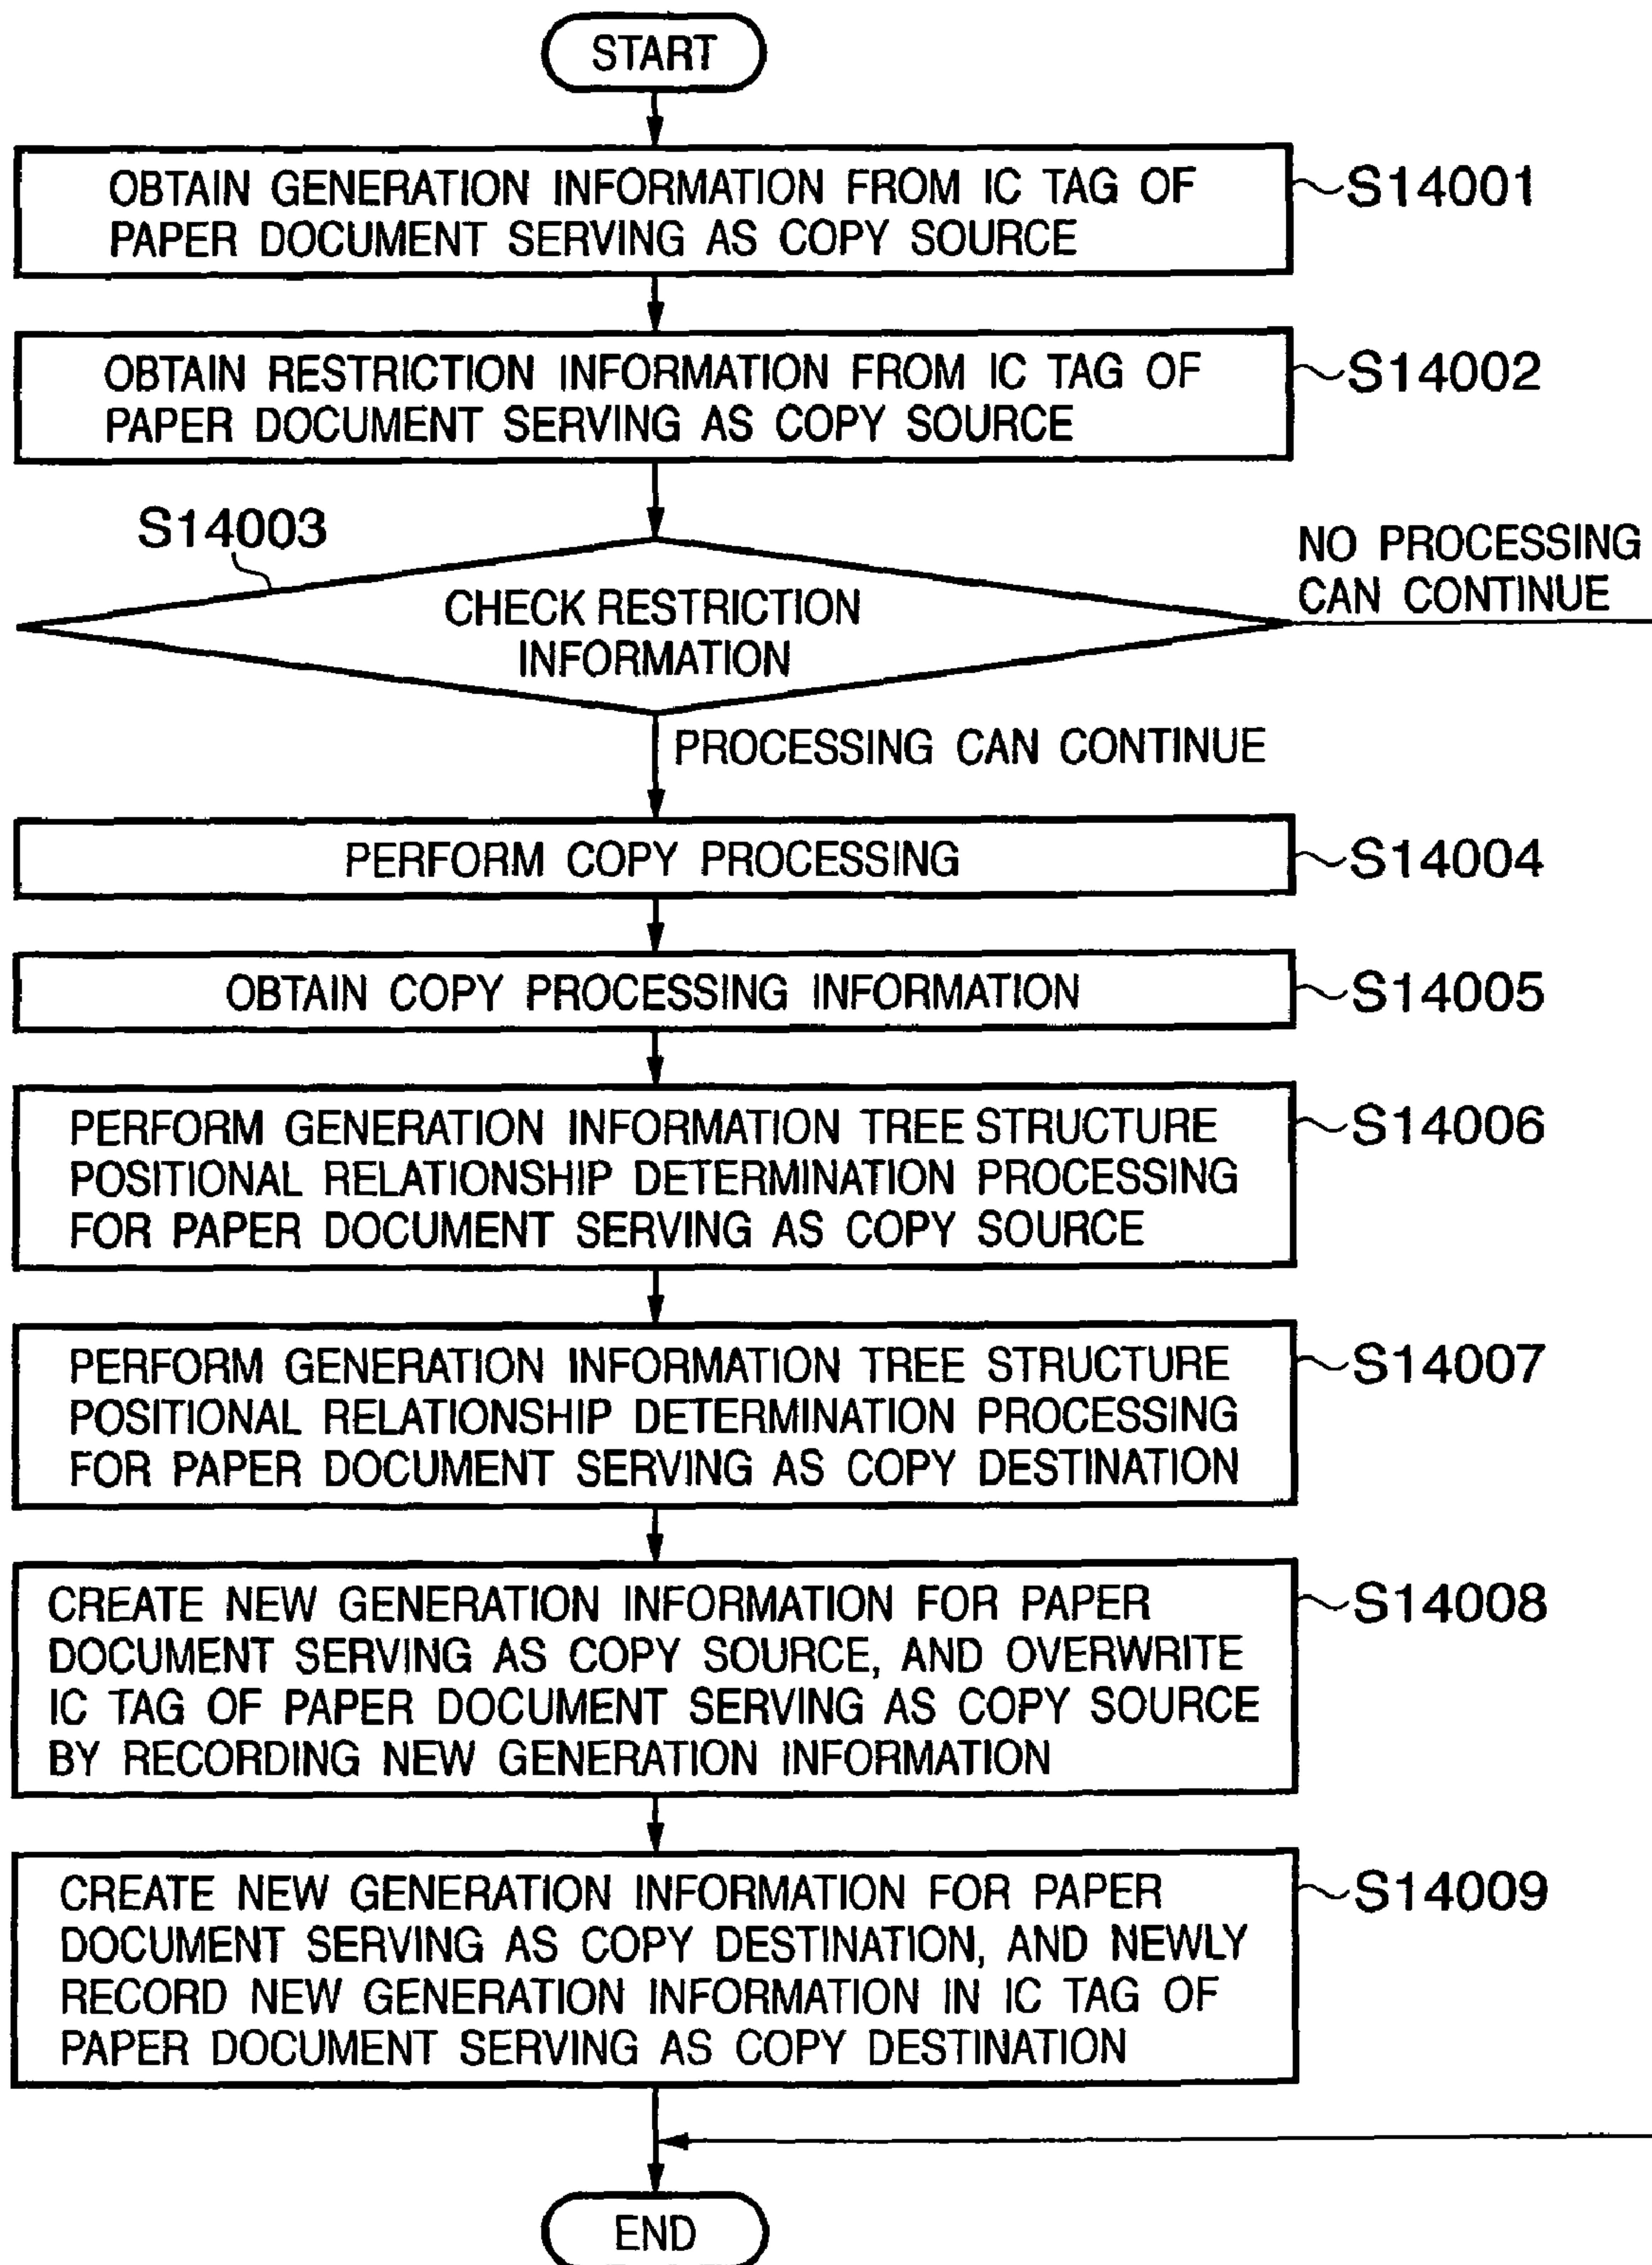 START
OBTAIN GENERATION INFORMATION FROM IC TAG OF
PAPER DOCUMENT SERVING AS COPY SOURCE
S14001
OBTAIN RESTRICTION INFORMATION FROM IC TAG OF
PAPER DOCUMENT SERVING AS COPY SOURCE
S14002
S14003
CHECK RESTRICTION
INFORMATION
NO PROCESSING
CAN CONTINUE
PROCESSING CAN CONTINUE
PERFORM COPY PROCESSING
S14004
OBTAIN COPY PROCESSING INFORMATION
S14005
PERFORM GENERATION INFORMATION TREE STRUCTURE
POSITIONAL RELATIONSHIP DETERMINATION PROCESSING
FOR PAPER DOCUMENT SERVING AS COPY SOURCE
S14006
PERFORM GENERATION INFORMATION TREE STRUCTURE
POSITIONAL RELATIONSHIP DETERMINATION PROCESSING
FOR PAPER DOCUMENT SERVING AS COPY DESTINATION
S14007
CREATE NEW GENERATION INFORMATION FOR PAPER
DOCUMENT SERVING AS COPY SOURCE, AND OVERWRITE
IC TAG OF PAPER DOCUMENT SERVING AS COPY SOURCE
BY RECORDING NEW GENERATION INFORMATION
S14008
CREATE NEW GENERATION INFORMATION FOR PAPER
DOCUMENT SERVING AS COPY DESTINATION, AND NEWLY
RECORD NEW GENERATION INFORMATION IN IC TAG OF
PAPER DOCUMENT SERVING AS COPY DESTINATION
S14009
END